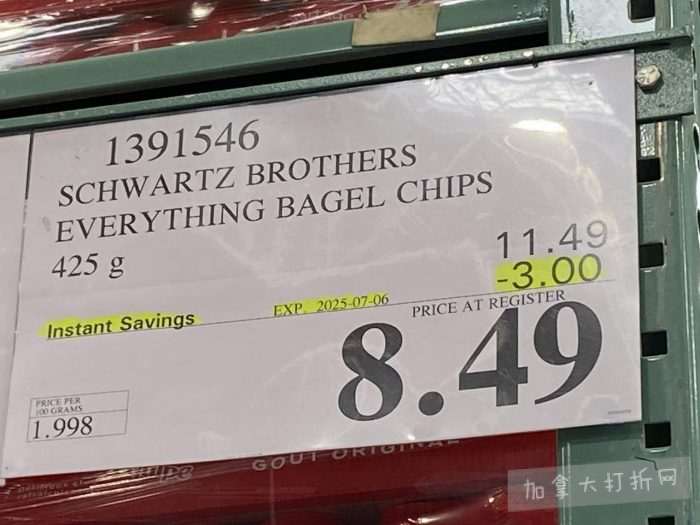 1391546
SCHWARTZ BROTHERS
EVERYTHING BAGEL CHIPS
425 g
11.49
-3.00
Instant Savings
EXP. 2025-07-06
PRICE AT REGISTER
8.49
PRICE PER
100 GRAMS
1.998
GOUT ORIGINAL
加拿大打折网